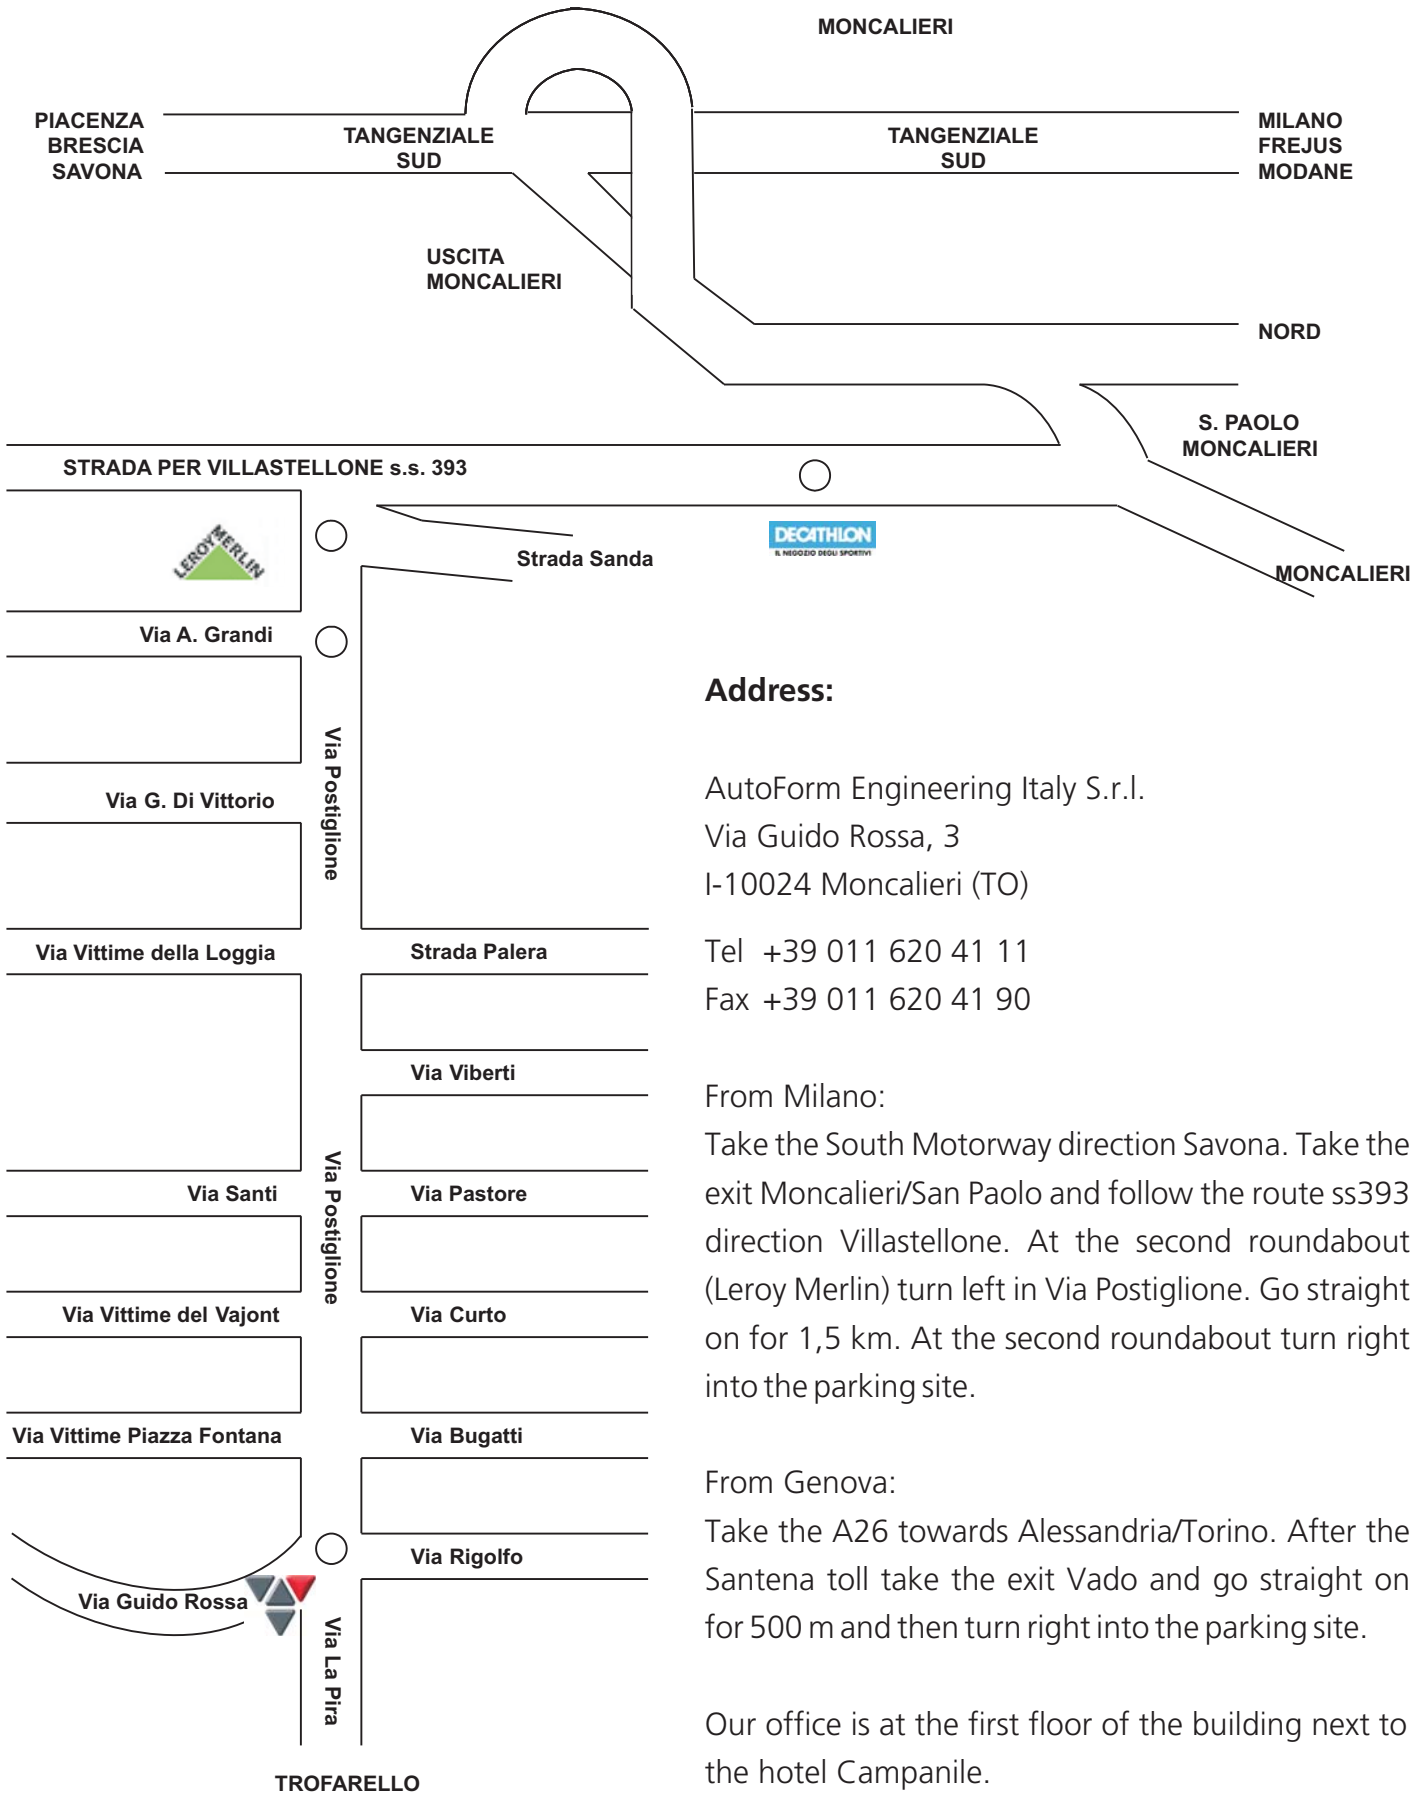 MONCALIERI
PIACENZA
BRESCIA
SAVONA
TANGENZIALE
SUD
TANGENZIALE
SUD
MILANO
FREJUS
MODANE
USCITA
MONCALIERI
NORD
S. PAOLO
MONCALIERI
STRADA PER VILLASTELLONE s.s. 393
LEROY MERLIN
DECATHLON
IL NEGOZIO DEGLI SPORTIVI
Strada Sanda
MONCALIERI
Via A. Grandi
Via Postiglione
Via G. Di Vittorio
Via Vittime della Loggia
Strada Palera
Via Viberti
Via Postiglione
Via Santi
Via Pastore
Via Vittime del Vajont
Via Curto
Via Vittime Piazza Fontana
Via Bugatti
Via Rigolfo
Via Guido Rossa
Via La Pira
TROFARELLO
Address:
AutoForm Engineering Italy S.r.l.
Via Guido Rossa, 3
I-10024 Moncalieri (TO)
Tel +39 011 620 41 11
Fax +39 011 620 41 90
From Milano:
Take the South Motorway direction Savona. Take the
exit Moncalieri/San Paolo and follow the route ss393
direction Villastellone. At the second roundabout
(Leroy Merlin) turn left in Via Postiglione. Go straight
on for 1,5 km. At the second roundabout turn right
into the parking site.
From Genova:
Take the A26 towards Alessandria/Torino. After the
Santena toll take the exit Vado and go straight on
for 500 m and then turn right into the parking site.
Our office is at the first floor of the building next to
the hotel Campanile.